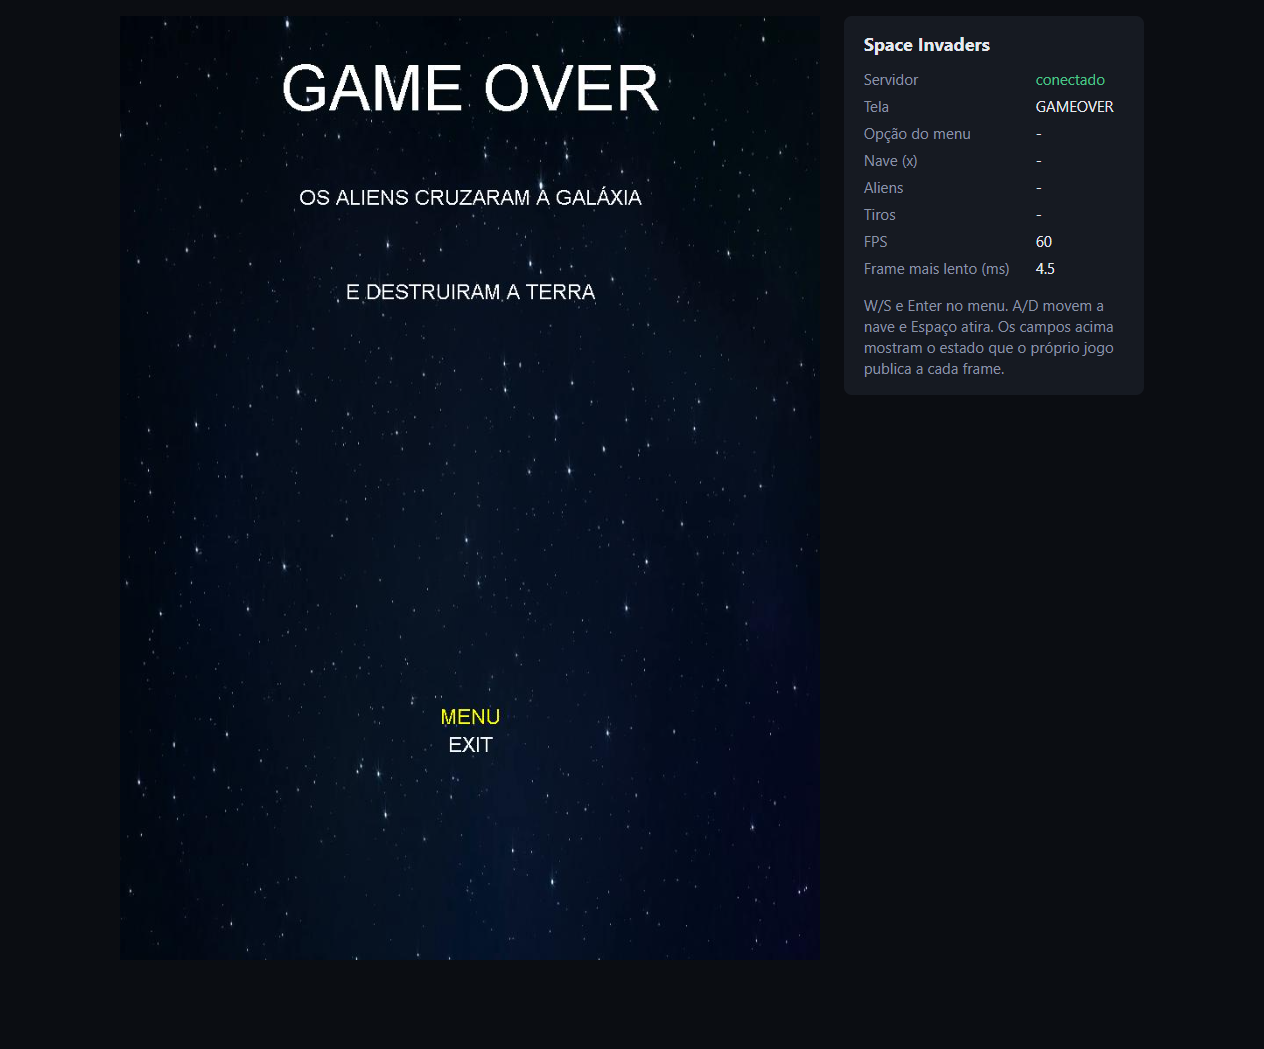 GAME OVER
OS ALIENS CRUZARAM A GALÁXIA
E DESTRUIRAM A TERRA
MENU
EXIT
Space Invaders
Servidor conectado
Tela GAMEOVER
Opção do menu -
Nave (x) -
Aliens -
Tiros -
FPS 60
Frame mais lento (ms) 4.5
W/S e Enter no menu. A/D movem a
nave e Espaço atira. Os campos acima
mostram o estado que o próprio jogo
publica a cada frame.